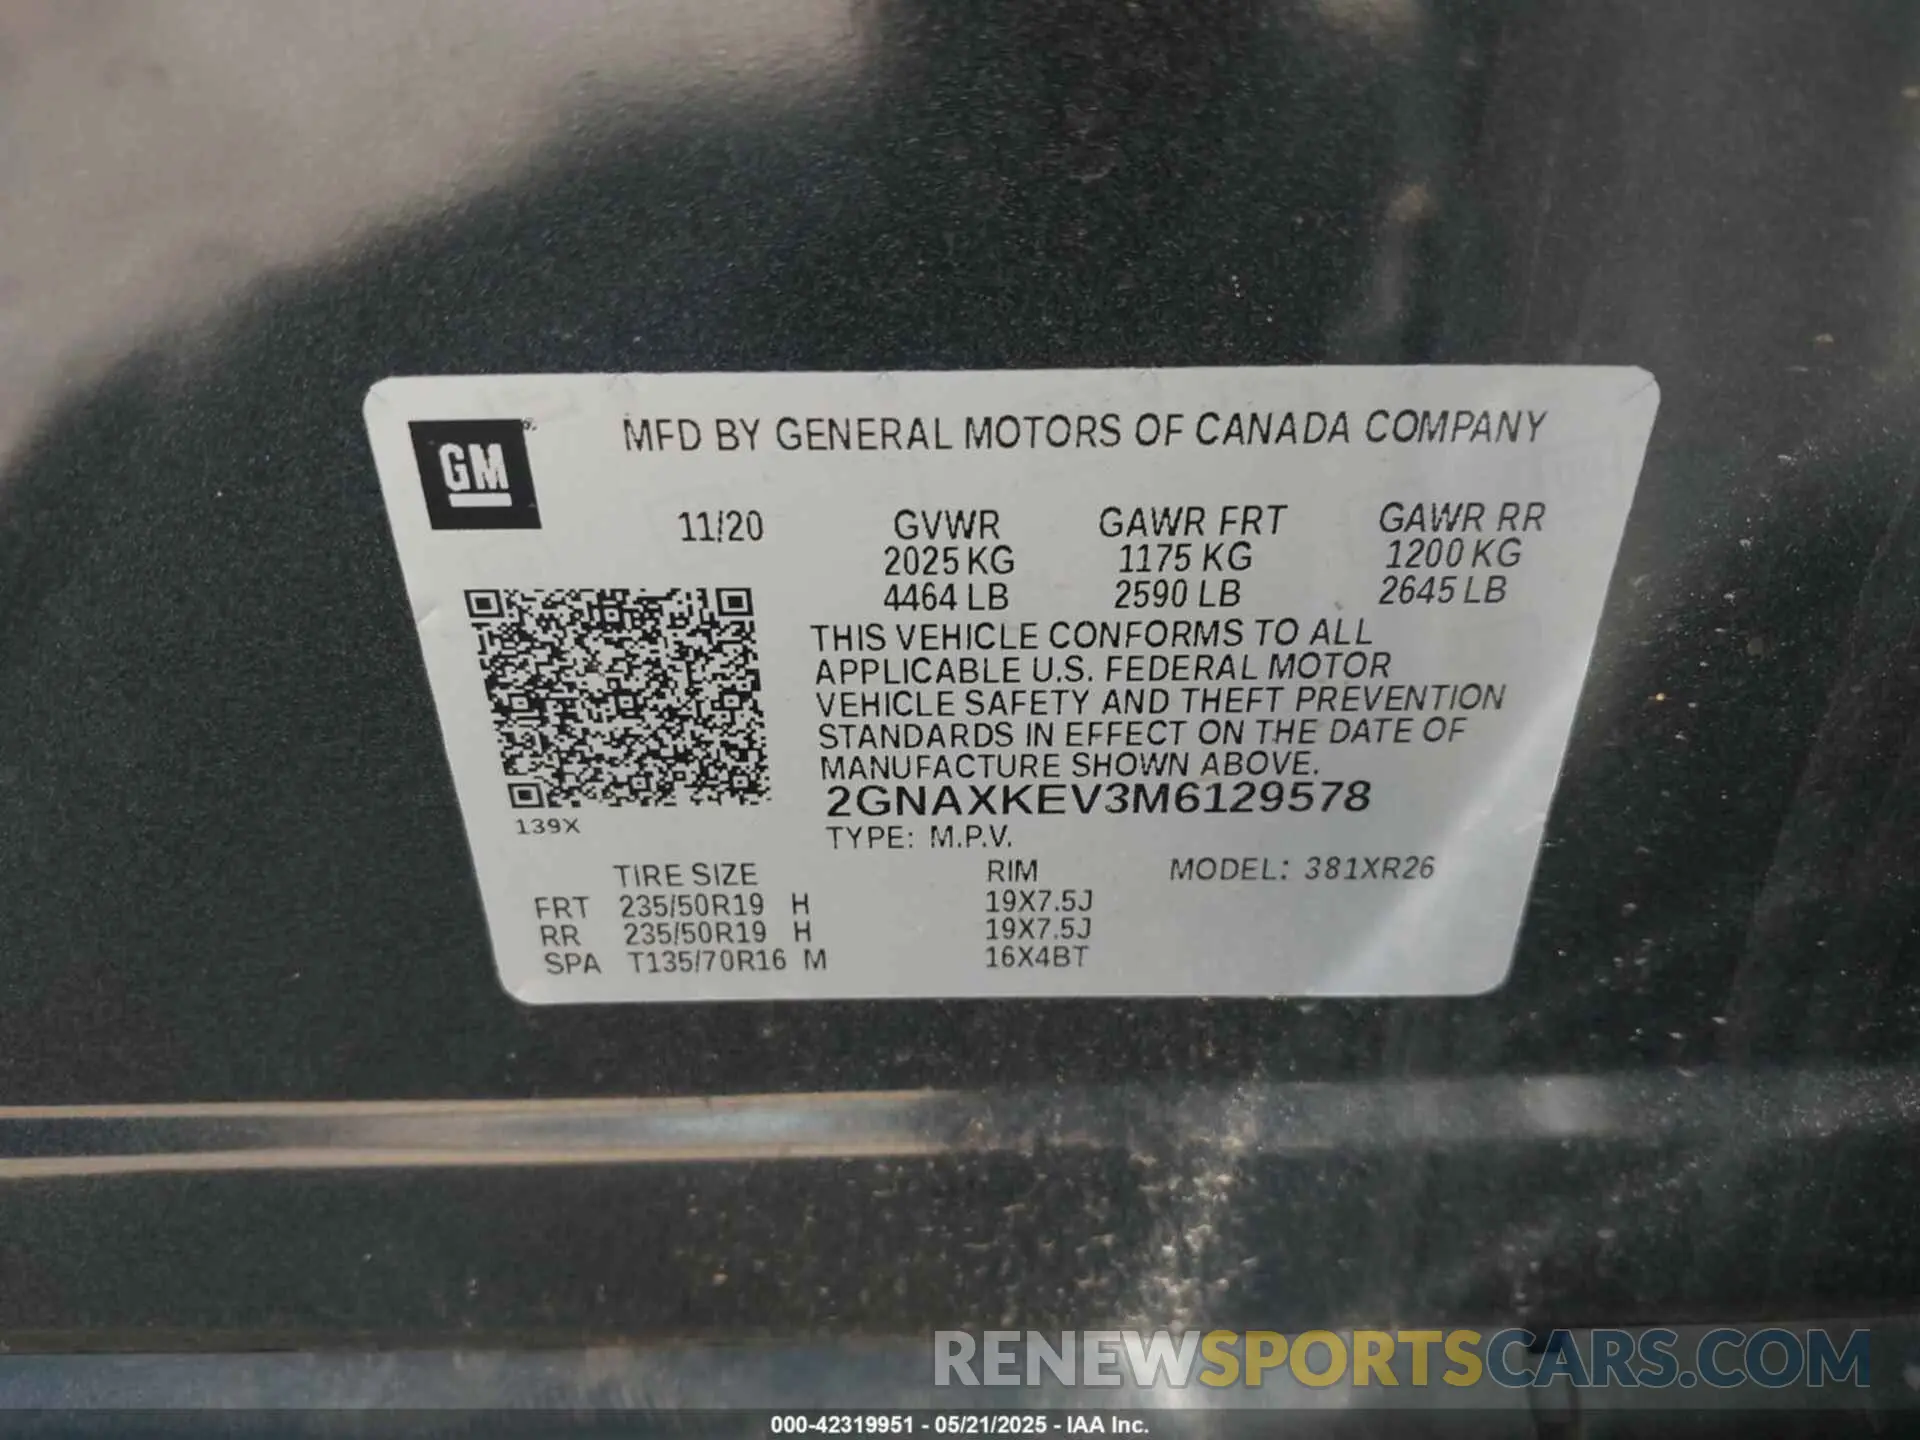 GM
MFD BY GENERAL MOTORS OF CANADA COMPANY
11/20 GVWR GAWR FRT GAWR RR
2025 KG 1175 KG 1200 KG
4464 LB 2590 LB 2645 LB
THIS VEHICLE CONFORMS TO ALL
APPLICABLE U.S. FEDERAL MOTOR
VEHICLE SAFETY AND THEFT PREVENTION
STANDARDS IN EFFECT ON THE DATE OF
MANUFACTURE SHOWN ABOVE.
2GNAXKEV3M6129578
139X
TYPE: M.P.V.
TIRE SIZE RIM MODEL: 381XR26
FRT 235/50R19 H 19X7.5J
RR 235/50R19 H 19X7.5J
SPA T135/70R16 M 16X4BT
RENEWSPORTSCARS.COM
000-42319951 - 05/21/2025 - IAA Inc.